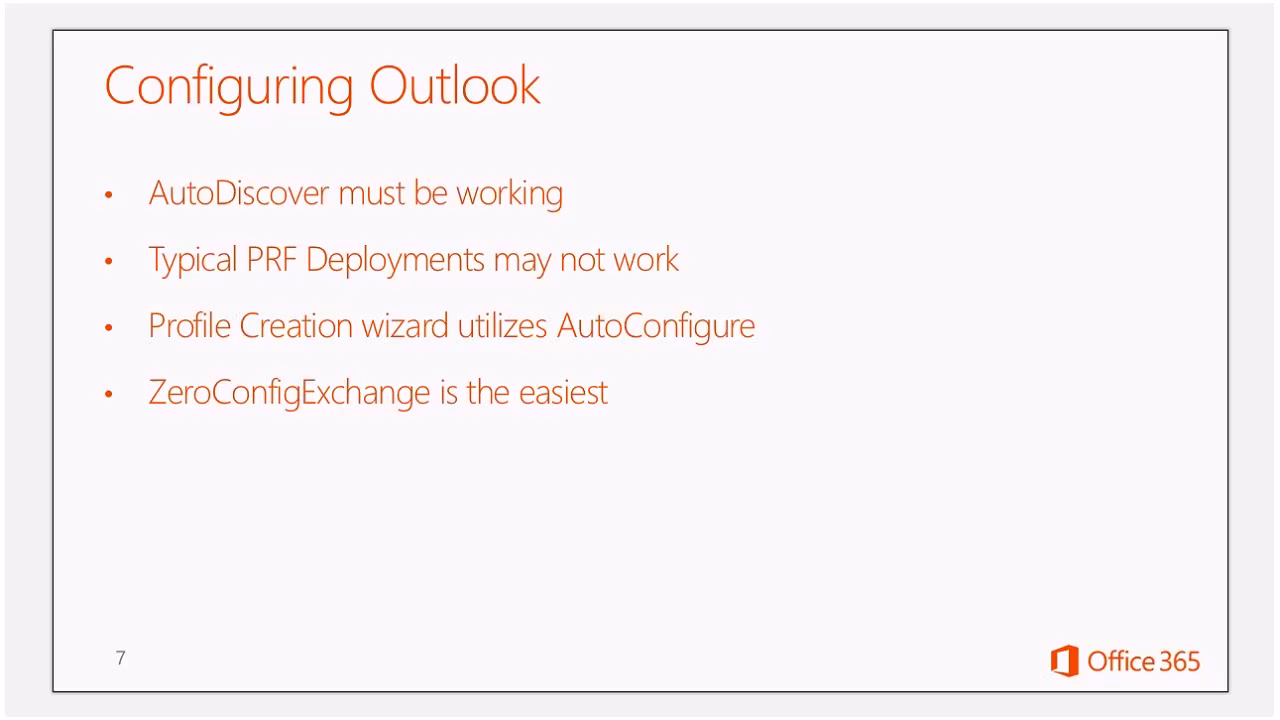 Configuring Outlook
• AutoDiscover must be working
• Typical PRF Deployments may not work
• Profile Creation wizard utilizes AutoConfigure
• ZeroConfigExchange is the easiest
7
Office 365